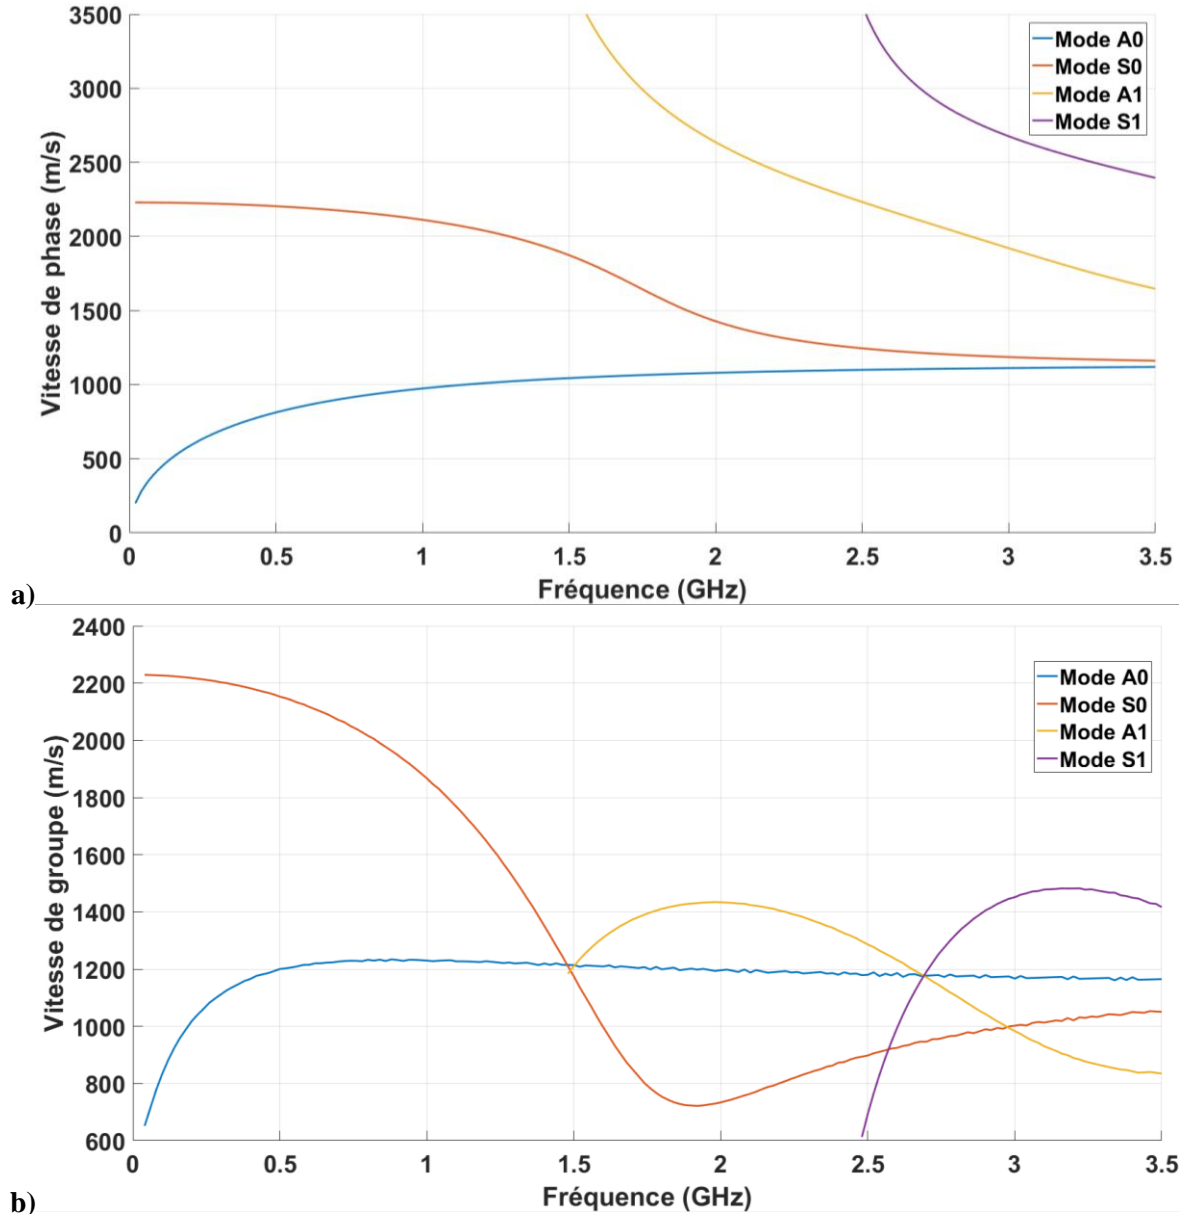 3500
3000
2500
2000
1500
1000
500
0
Vitesse de phase (m/s)
Mode A0
Mode S0
Mode A1
Mode S1
0 0.5 1 1.5 2 2.5 3 3.5
Fréquence (GHz)
a)
2400
2200
2000
1800
1600
1400
1200
1000
800
600
Vitesse de groupe (m/s)
Mode A0
Mode S0
Mode A1
Mode S1
0 0.5 1 1.5 2 2.5 3 3.5
Fréquence (GHz)
b)